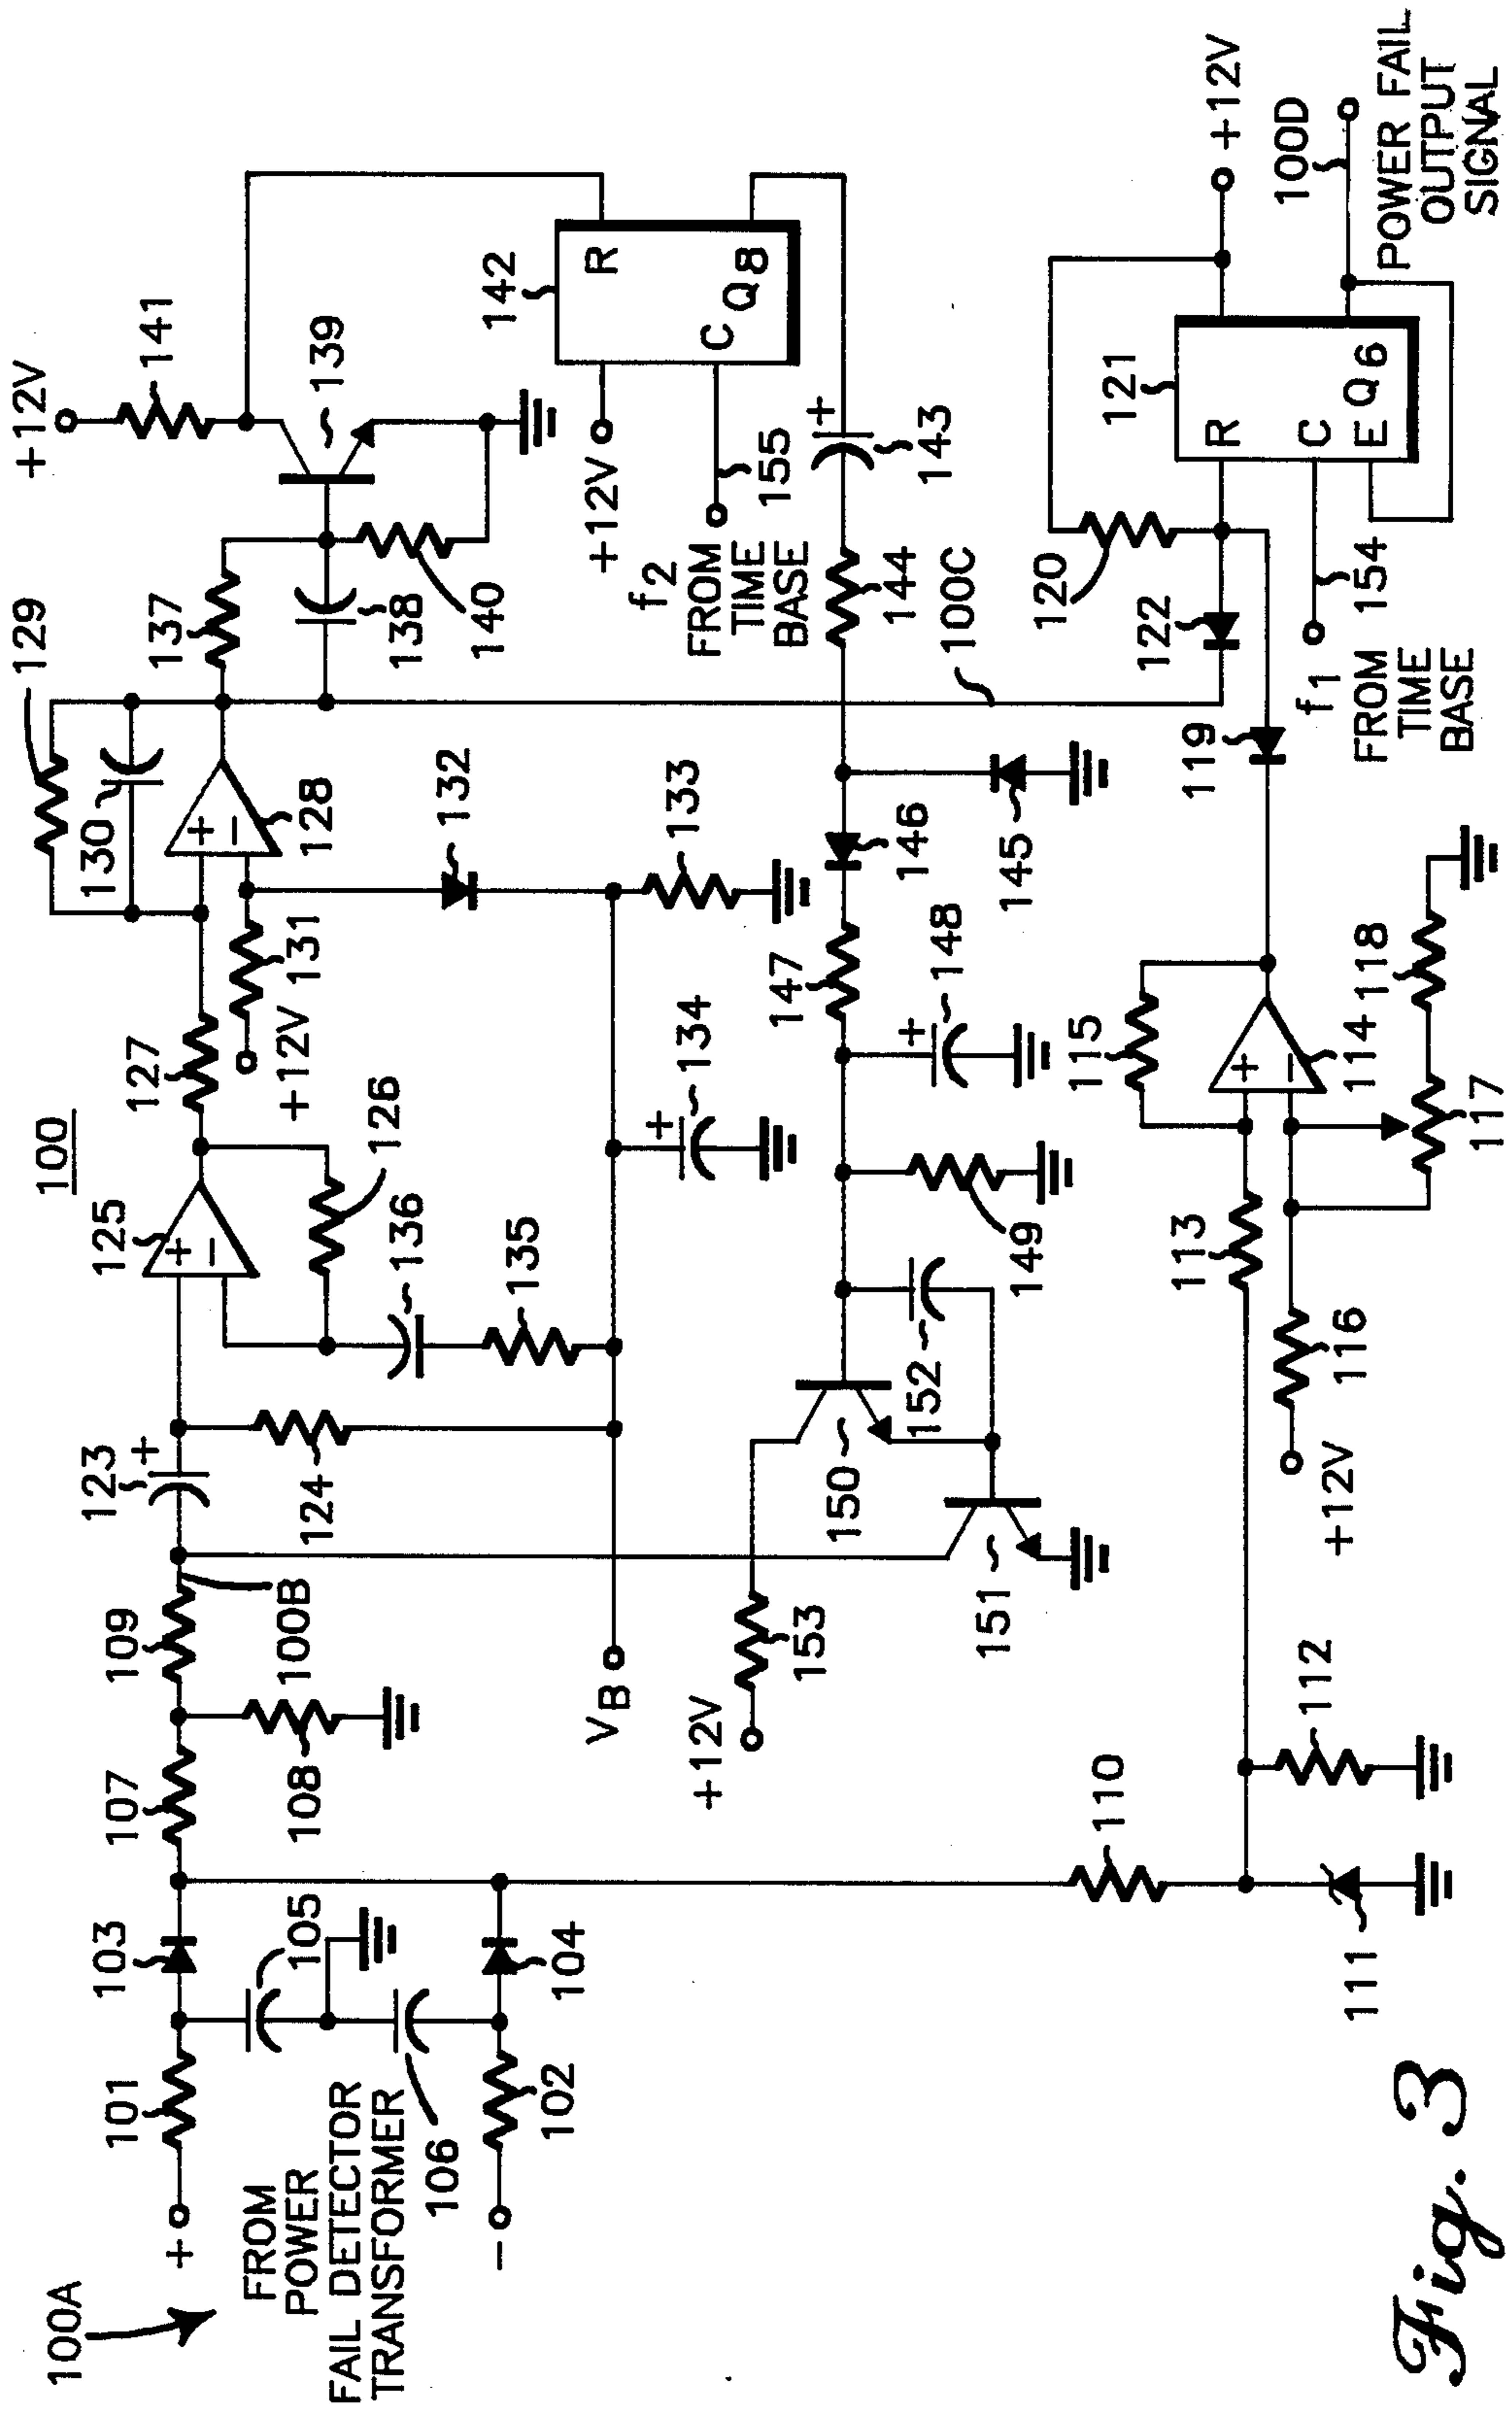 100
+12V
141
129
137
139
142
138
140
R
C
Q8
+12V
f2
FROM
TIME
BASE
155
143
144
100C
125
+
−
127
126
136
135
131
+12V
130
+
−
128
132
133
134
+
123
+
124
109
100B
107
108
103
105
101
+
100A
FROM
POWER
FAIL DETECTOR
TRANSFORMER
106
104
102
−
VB
+12V
153
150
151
152
149
147
148
+
146
145
+
120
122
119
121
R
C
E
Q6
+12V
100D
POWER FAIL
OUTPUT
SIGNAL
154
f1
FROM
TIME
BASE
115
+
−
114
118
117
113
116
+12V
110
112
111
Fig. 3